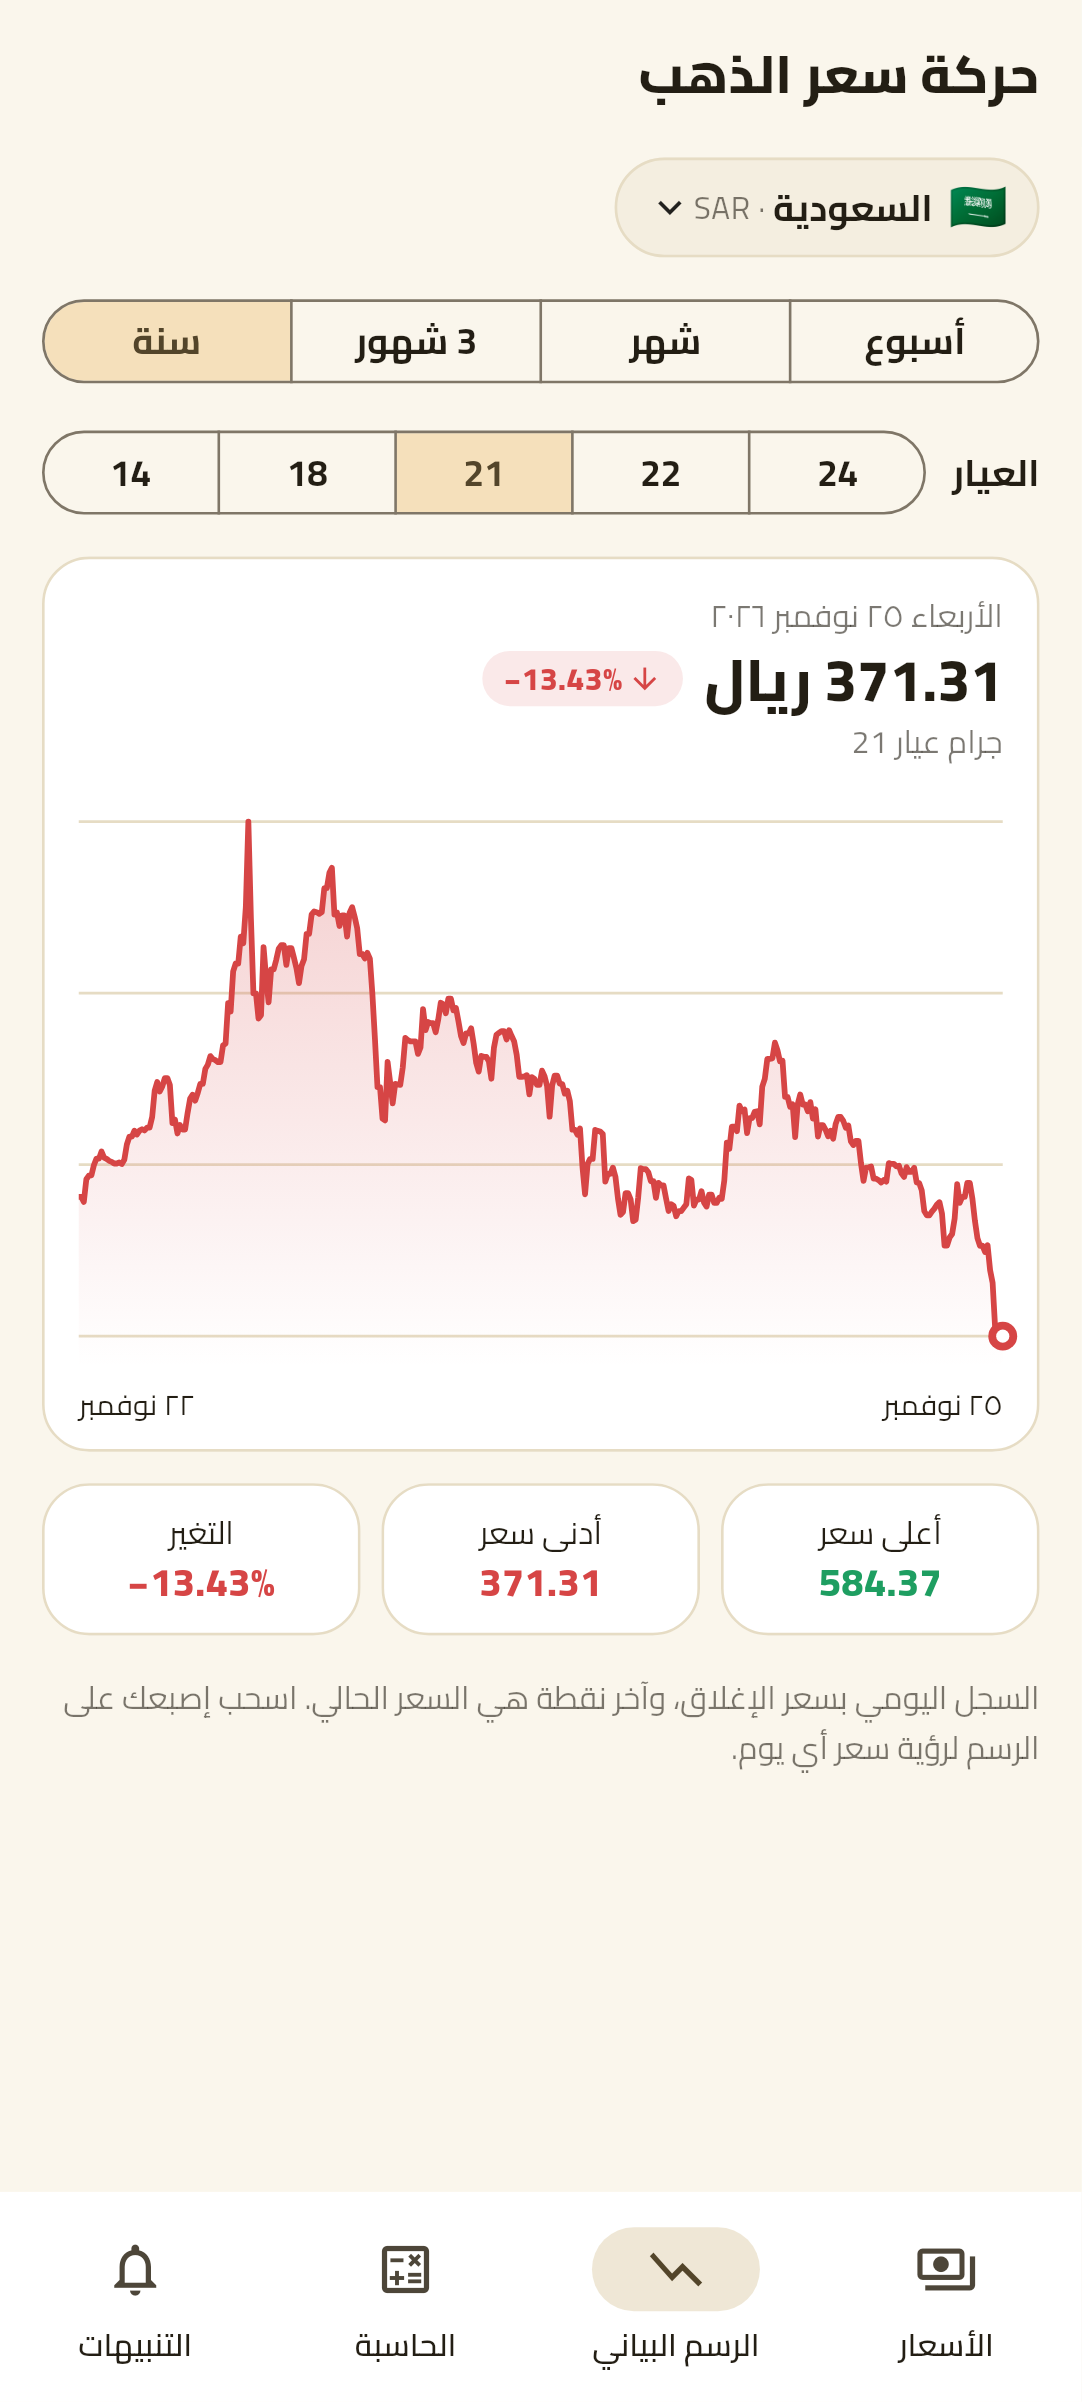 حركة سعر الذهب
السعودية · SAR
أسبوع
شهر
3 شهور
سنة
العيار
24
22
21
18
14
الأربعاء ٢٥ نوفمبر ٢٠٢٦
371.31 ريال
−13.43%
جرام عيار 21
٢٢ نوفمبر
٢٥ نوفمبر
أعلى سعر
584.37
أدنى سعر
371.31
التغير
−13.43%
السجل اليومي بسعر الإغلاق، وآخر نقطة هي السعر الحالي. اسحب إصبعك على
الرسم لرؤية سعر أي يوم.
الأسعار
الرسم البياني
الحاسبة
التنبيهات